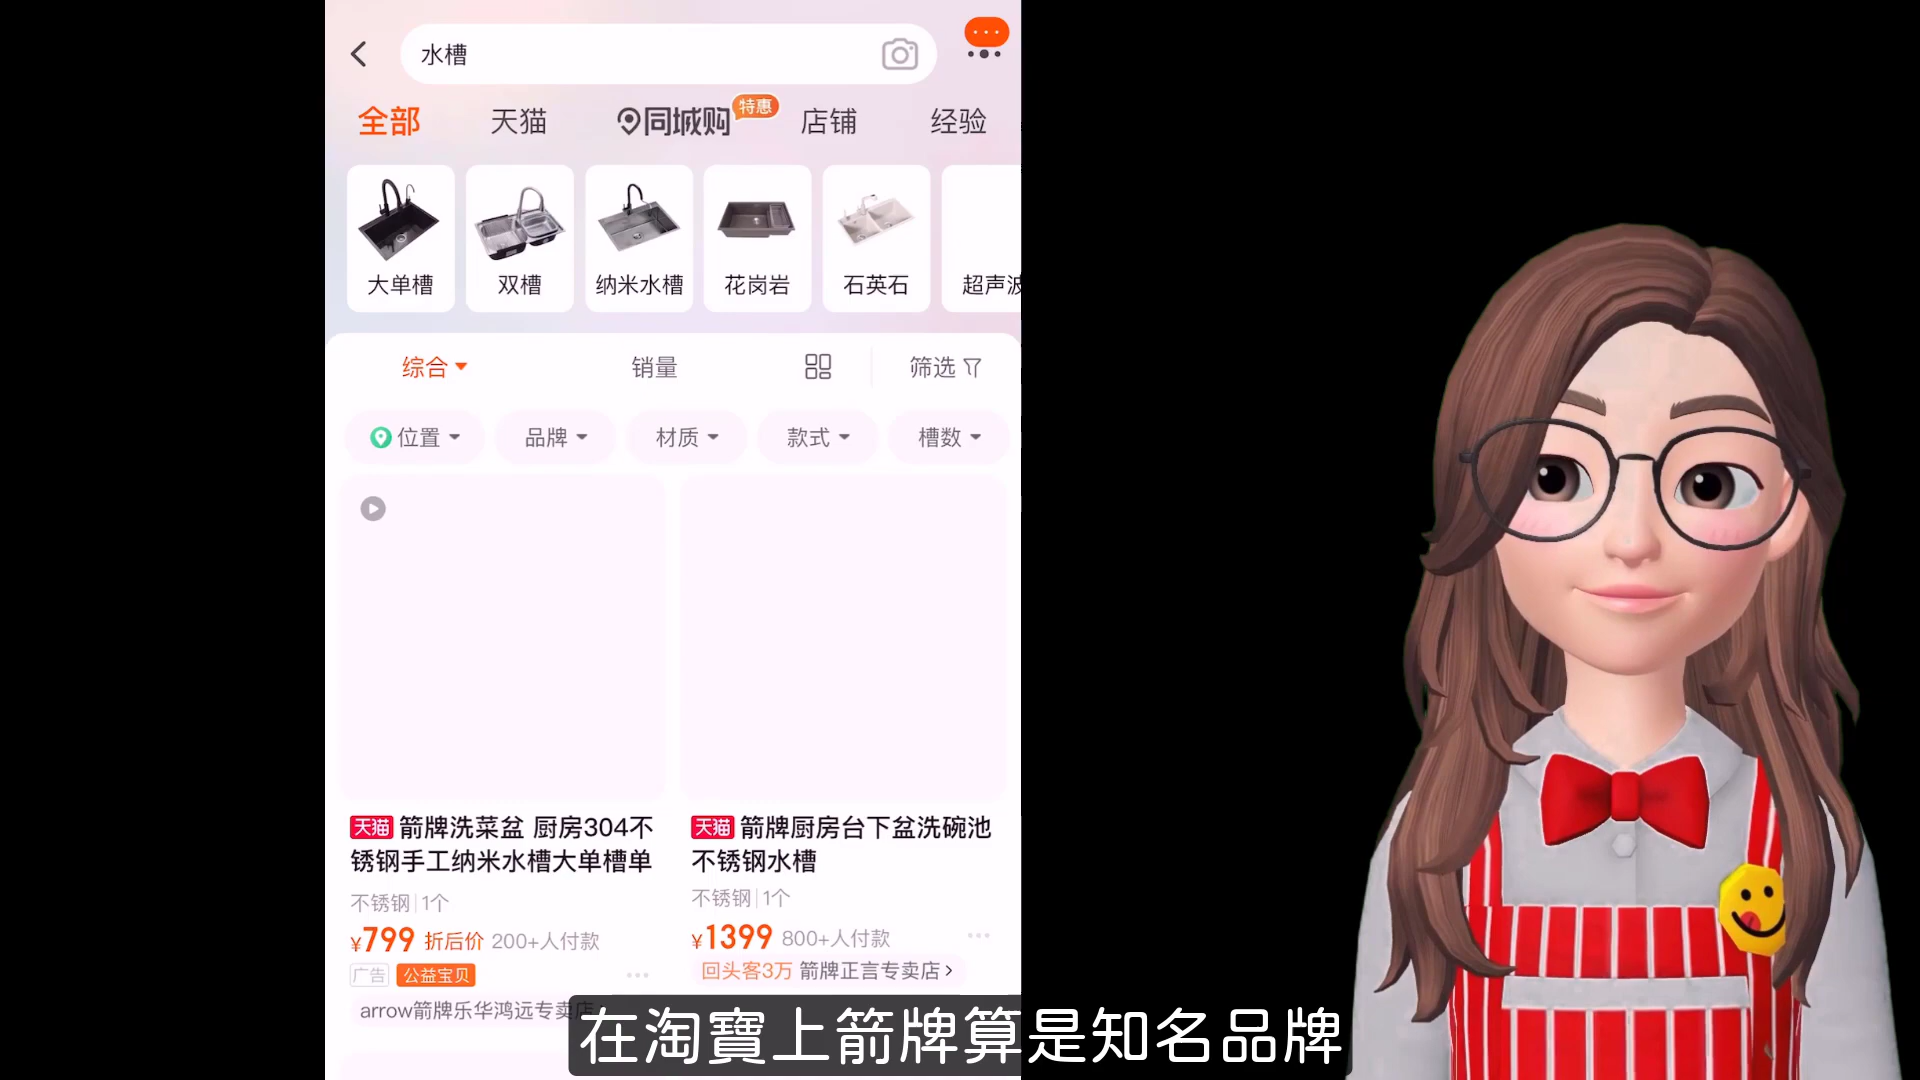 水槽
全部
天猫
同城购
特惠
店铺
经验
大单槽
双槽
纳米水槽
花岗岩
石英石
超声波
综合
销量
筛选
位置
品牌
材质
款式
槽数
天猫 箭牌洗菜盆 厨房304不
锈钢手工纳米水槽大单槽单
不锈钢 1个
¥799 折后价 200+人付款
广告 公益宝贝
arrow箭牌乐华鸿远专卖店
天猫 箭牌厨房台下盆洗碗池
不锈钢水槽
不锈钢 1个
¥1399 800+人付款
回头客3万 箭牌正言专卖店
在淘寶上箭牌算是知名品牌